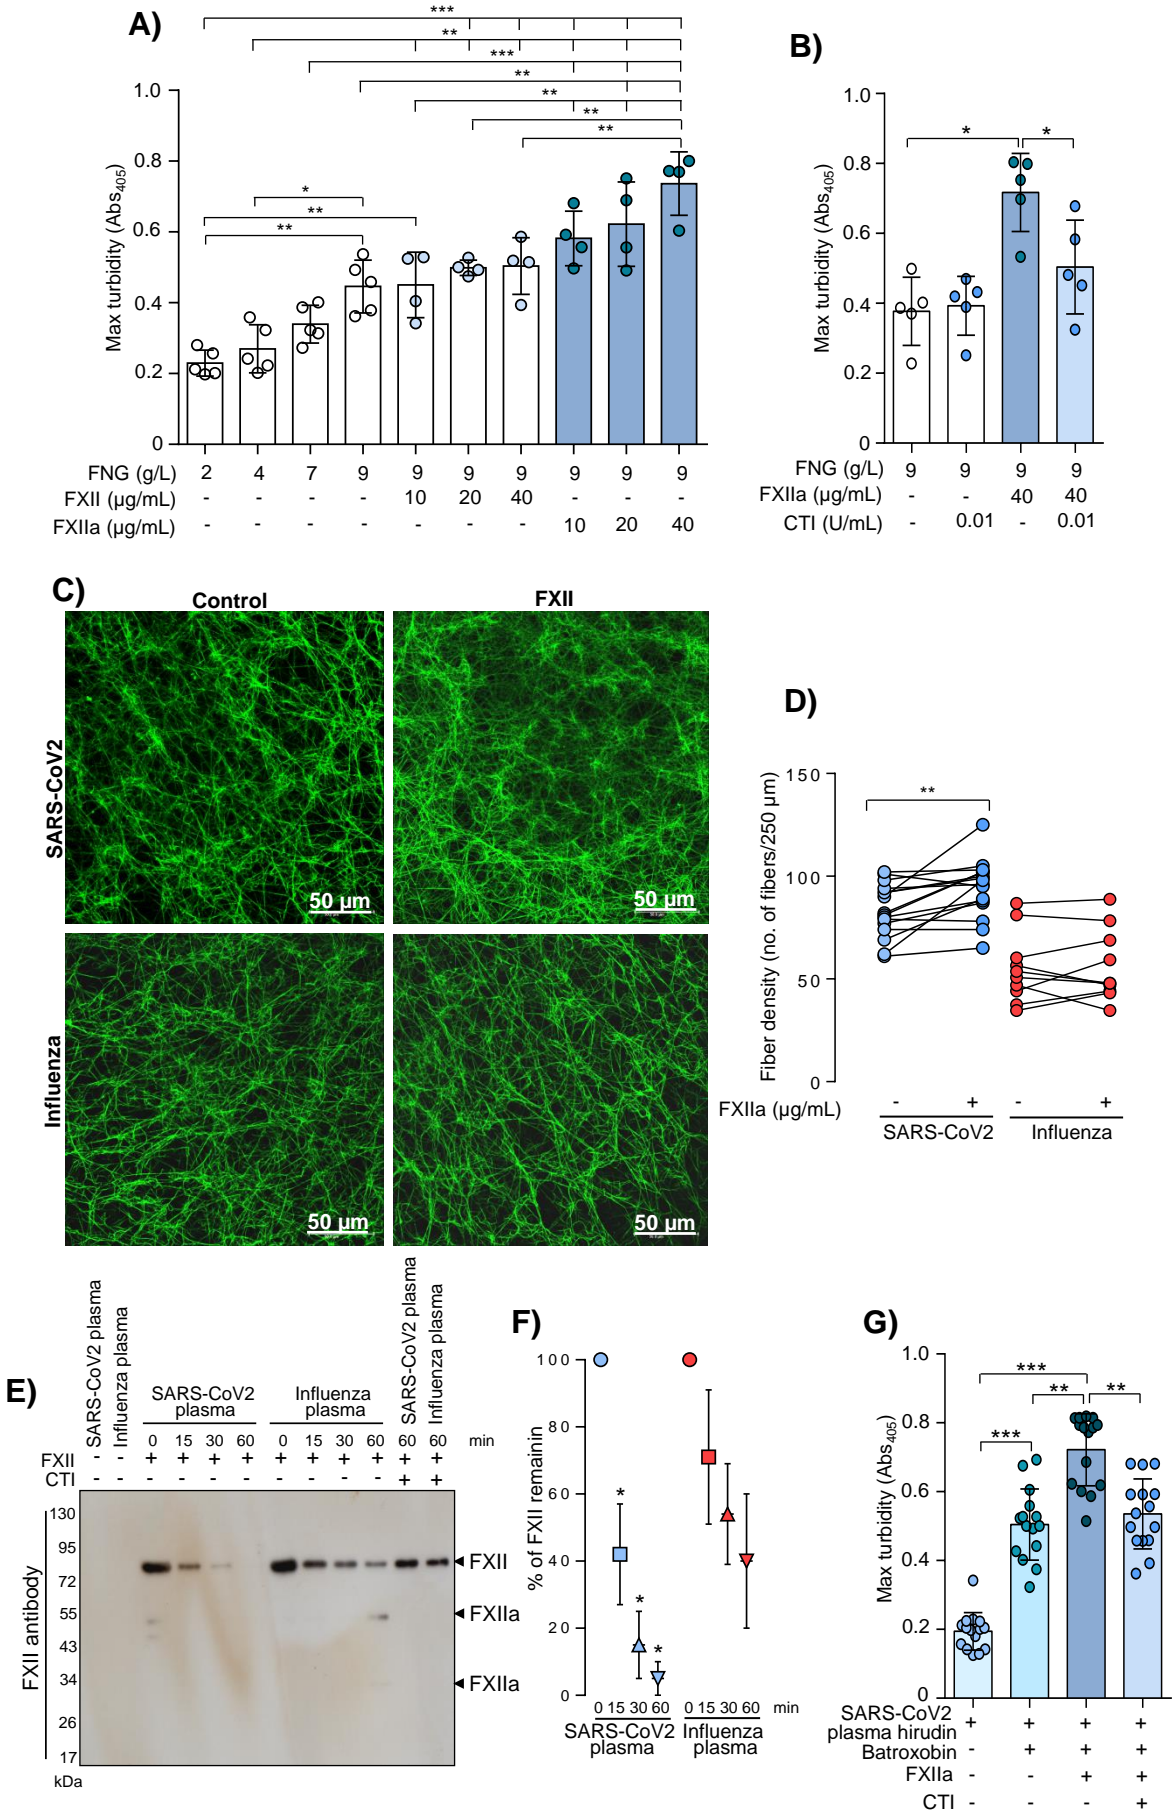 A)
***
**
***
**
**
**
**
*
**
**
Max turbidity (Abs405)
1.0
0.8
0.6
0.4
0.2
0
FNG (g/L) 2 4 7 9 9 9 9 9 9 9
FXII (µg/mL) - - - - 10 20 40 - - -
FXIIa (µg/mL) - - - - - - - 10 20 40
B)
* *
Max turbidity (Abs405)
1.0
0.8
0.6
0.4
0.2
0
FNG (g/L) 9 9 9 9
FXIIa (µg/mL) - - 40 40
CTI (U/mL) - 0.01 - 0.01
C)
Control FXII
SARS-CoV2
50 µm 50 µm
Influenza
50 µm 50 µm
D)
**
Fiber density (no. of fibers/250 µm)
150
100
50
0
FXIIa (µg/mL) - + - +
SARS-CoV2 Influenza
E)
SARS-CoV2 plasma
Influenza plasma
SARS-CoV2 plasma
Influenza plasma
SARS-CoV2 plasma
Influenza plasma
0 15 30 60 0 15 30 60 60 60 min
FXII - - + + + + + + + + + +
CTI - - - - - - - - - - + +
FXII antibody
130
95
72
55
43
34
26
17
kDa
FXII
FXIIa
FXIIa
F)
% of FXII remainin
100
80
60
40
20
0
* * *
0 15 30 60 0 15 30 60 min
SARS-CoV2 plasma
Influenza plasma
G)
***
** **
***
Max turbidity (Abs405)
1.0
0.8
0.6
0.4
0.2
0
SARS-CoV2
plasma hirudin + + + +
Batroxobin - + + +
FXIIa - - + +
CTI - - - +